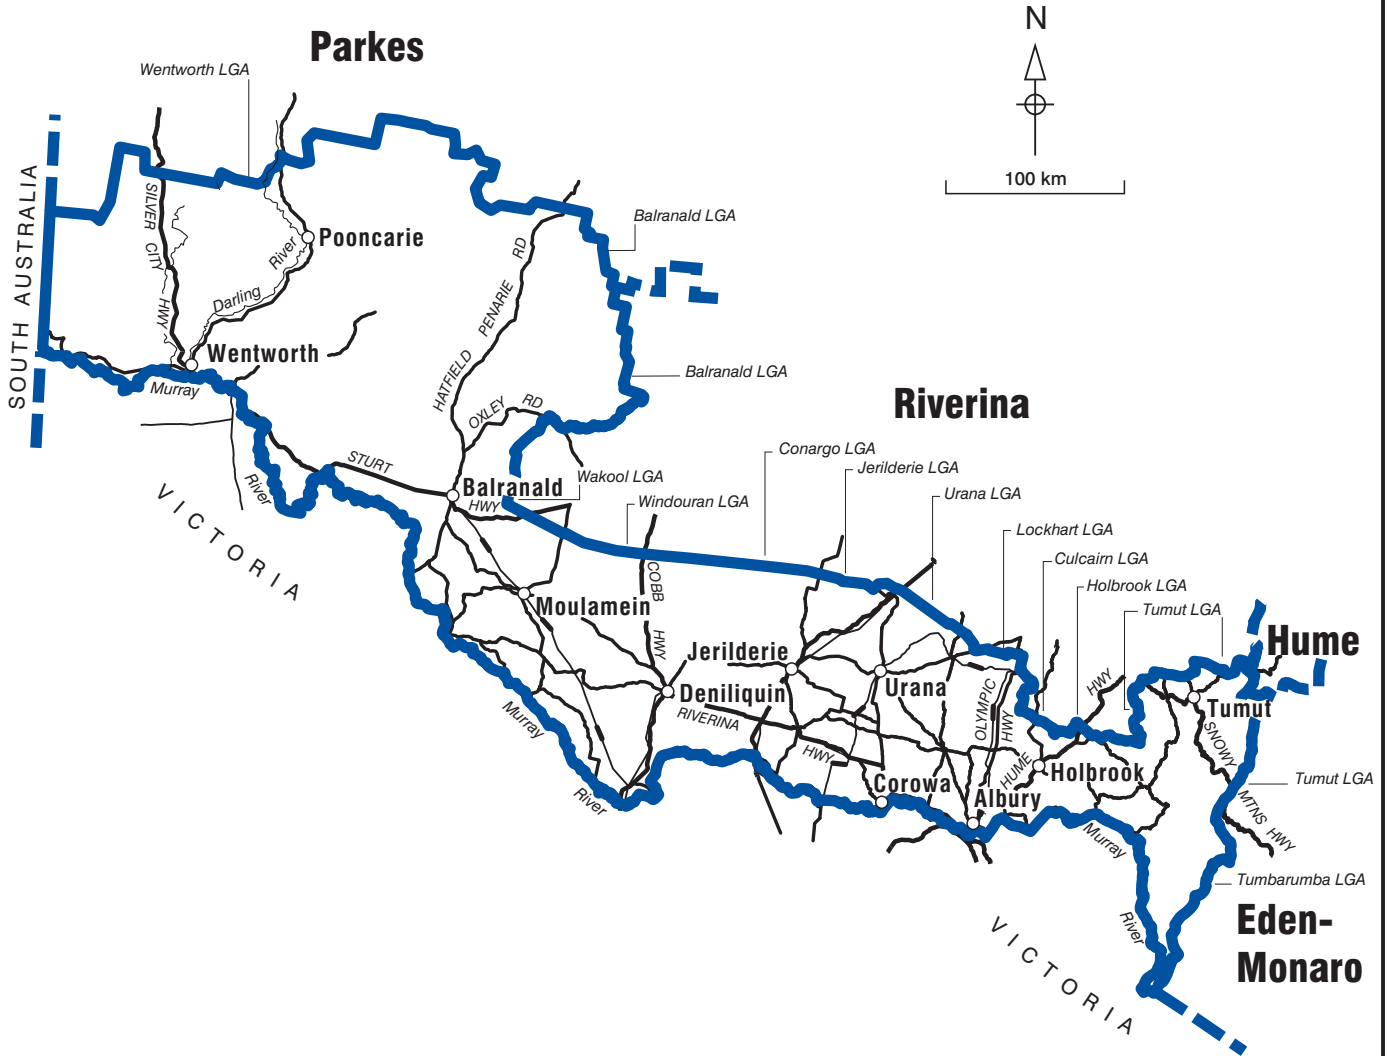 N
Parkes
Wentworth LGA
100 km
SOUTH AUSTRALIA
SILVER CITY HWY
Balranald LGA
Pooncarie
River
Darling
HATFIELD PENARIE RD
Wentworth
Murray
Balranald LGA
Riverina
OXLEY RD
Conargo LGA
Jerilderie LGA
STURT
River
Wakool LGA
Balranald
HWY
Windouran LGA
Urana LGA
VICTORIA
Lockhart LGA
Culcairn LGA
COBB HWY
Holbrook LGA
Moulamein
Tumut LGA
Hume
Jerilderie
HWY
Urana
Deniliquin
OLYMPIC HWY
Tumut
Murray
RIVERINA
HWY
SNOWY
MTNS HWY
HUME
Holbrook
Tumut LGA
Corowa
Albury
River
Murray
Tumbarumba LGA
River
VICTORIA
Eden-
Monaro